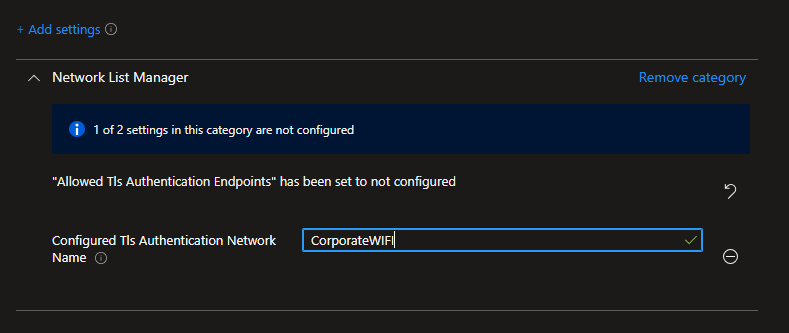 + Add settings
Network List Manager
Remove category
1 of 2 settings in this category are not configured
"Allowed Tls Authentication Endpoints" has been set to not configured
Configured Tls Authentication Network
Name
CorporateWIFI